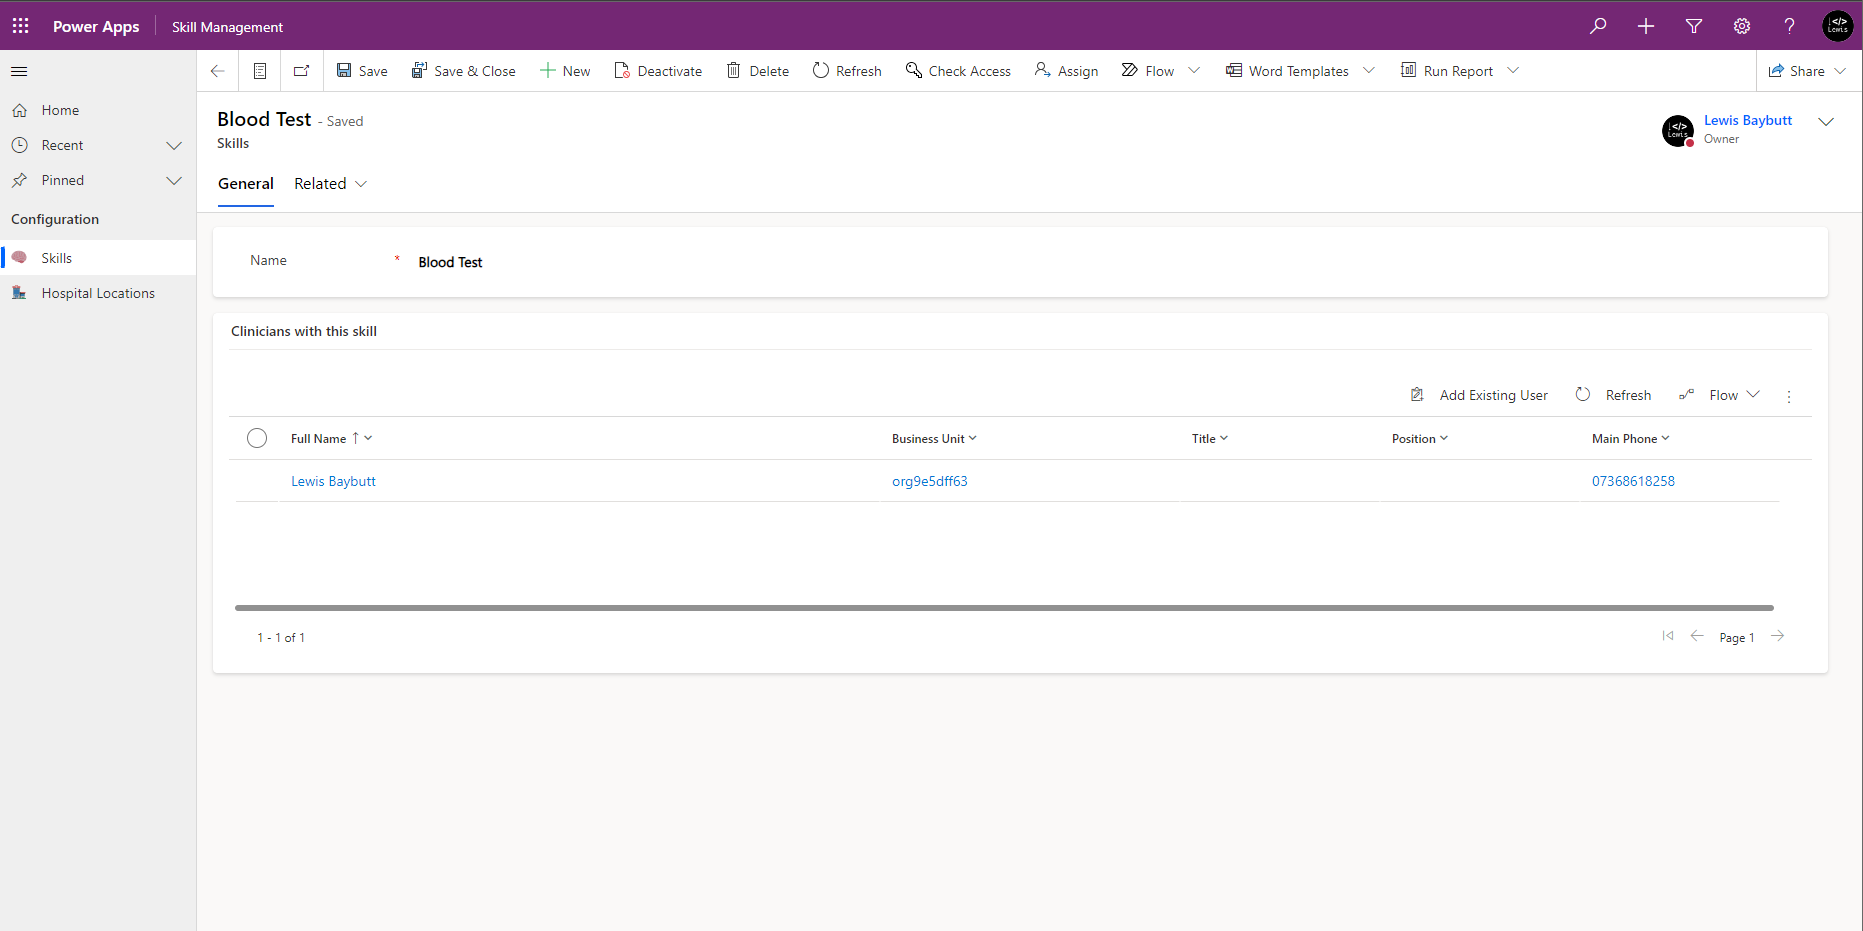 Power Apps Skill Management
Save Save & Close New Deactivate Delete Refresh Check Access Assign Flow Word Templates Run Report Share
Home
Recent
Pinned
Configuration
Skills
Hospital Locations
Blood Test - Saved
Skills
Lewis Baybutt
Owner
General Related
Name * Blood Test
Clinicians with this skill
Add Existing User Refresh Flow
Full Name Business Unit Title Position Main Phone
Lewis Baybutt org9e5dff63 07368618258
1 - 1 of 1 Page 1